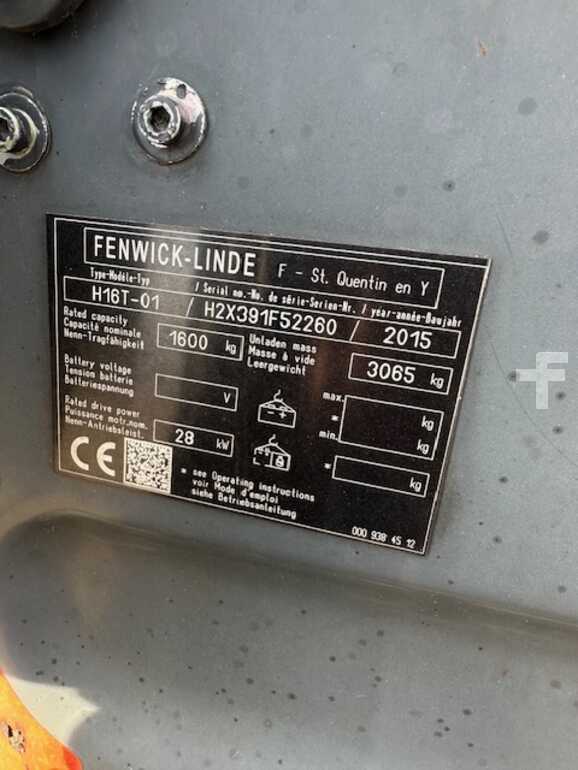 FENWICK-LINDE F - St. Quentin en Y
Type-Modèle-Typ / Serial no.-No. de série-Serien-Nr. / year-année-Baujahr
H16T-01 / H2X391F52260 / 2015
Rated capacity
Capacité nominale
Nenn-Tragfähigkeit
1600 kg
Unladen mass
Masse à vide
Leergewicht
3065 kg
Battery voltage
Tension batterie
Batteriespannung
V
- +
max.
* kg
min. kg
Rated drive power
Puissance motr.nom.
Nenn-Antriebsleist.
28 kW
* kg
CE
* see Operating instructions
voir Mode d'emploi
siehe Betriebsanleitung
000 938 45 12
F